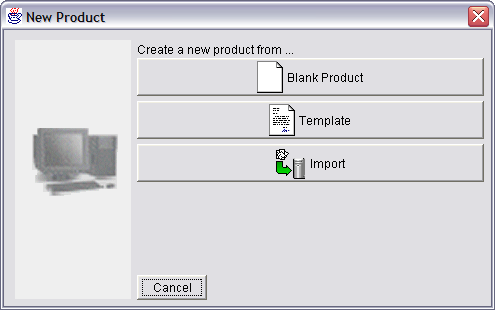 New Product
Create a new product from ...
Blank Product
Template
Import
Cancel